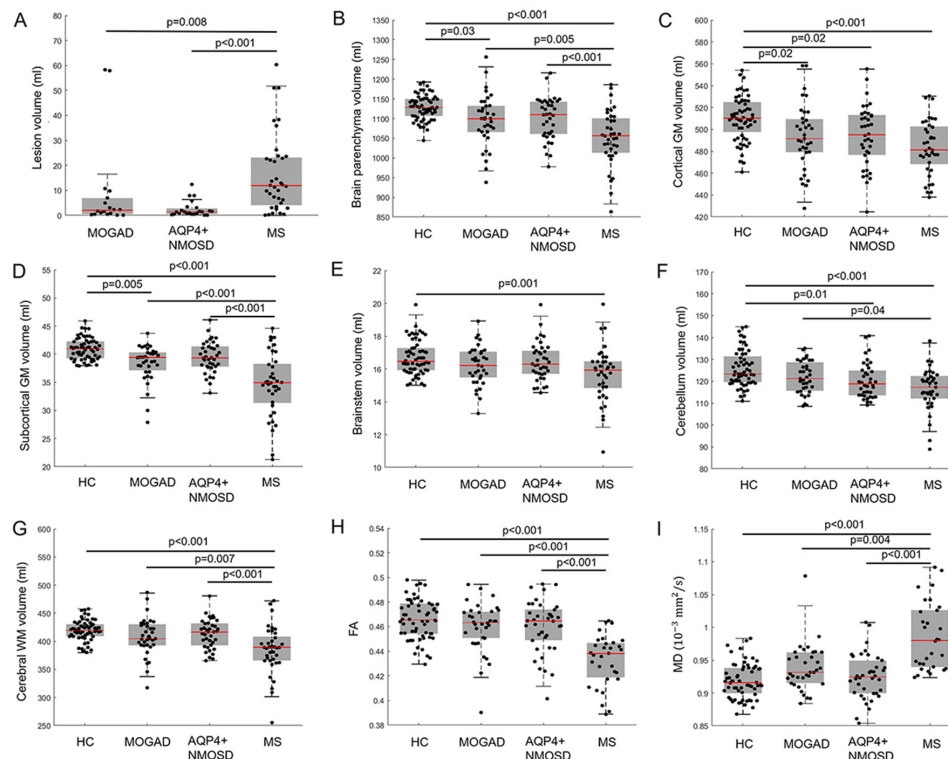 A
p=0.008
p<0.001
Lesion volume (ml)
60
50
40
30
20
10
0
MOGAD
AQP4+
NMOSD
MS
B
p<0.001
p=0.03
p=0.005
p<0.001
Brain parenchyma volume (ml)
1300
1250
1200
1150
1100
1050
1000
950
900
850
HC
MOGAD
AQP4+
NMOSD
MS
C
p<0.001
p=0.02
p=0.02
Cortical GM volume (ml)
600
580
560
540
520
500
480
460
440
420
HC
MOGAD
AQP4+
NMOSD
MS
D
p<0.001
p=0.005
p<0.001
p<0.001
Subcortical GM volume (ml)
55
50
45
40
35
30
25
20
HC
MOGAD
AQP4+
NMOSD
MS
E
p=0.001
Brainstem volume (ml)
22
20
18
16
14
12
10
HC
MOGAD
AQP4+
NMOSD
MS
F
p<0.001
p=0.01
p=0.04
Cerebellum volume (ml)
170
160
150
140
130
120
110
100
90
80
HC
MOGAD
AQP4+
NMOSD
MS
G
p<0.001
p=0.007
p<0.001
Cerebral WM volume (ml)
600
550
500
450
400
350
300
250
HC
MOGAD
AQP4+
NMOSD
MS
H
p<0.001
p<0.001
p<0.001
FA
0.54
0.52
0.5
0.48
0.46
0.44
0.42
0.4
0.38
HC
MOGAD
AQP4+
NMOSD
MS
I
p<0.001
p=0.004
p<0.001
MD (10⁻³ mm²/s)
1.15
1.1
1.05
1
0.95
0.9
0.85
HC
MOGAD
AQP4+
NMOSD
MS